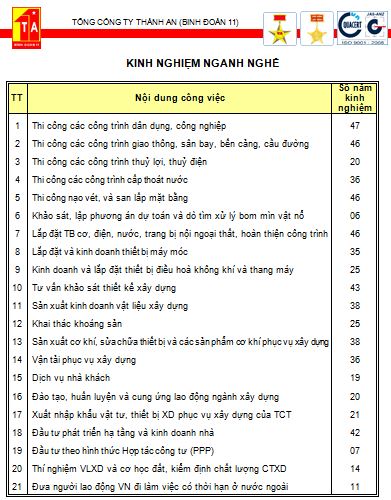 TỔNG CÔNG TY THÀNH AN (BINH ĐOÀN 11)
TA
BINH ĐOÀN 11
QUACERT
JAS-ANZ
ISO 9001 - 2008
KINH NGHIỆM NGÀNH NGHỀ
TT Nội dung công việc Số năm kinh nghiệm
1 Thi công các công trình dân dụng, công nghiệp 47
2 Thi công các công trình giao thông, sân bay, bến cảng, cầu đường 46
3 Thi công các công trình thuỷ lợi, thuỷ điện 20
4 Thi công các công trình cấp thoát nước 36
5 Thi công nạo vét, và san lấp mặt bằng 46
6 Khảo sát, lập phương án dự toán và dò tìm xử lý bom mìn vật nổ 06
7 Lắp đặt TB cơ, điện, nước, trang bị nội ngoại thất, hoàn thiện công trình 46
8 Lắp đặt và kinh doanh thiết bị máy móc 35
9 Kinh doanh và lắp đặt thiết bị điều hoà không khí và thang máy 25
10 Tư vấn khảo sát thiết kế xây dựng 43
11 Sản xuất kinh doanh vật liệu xây dựng 38
12 Khai thác khoáng sản 25
13 Sản xuất cơ khí, sửa chữa thiết bị và các sản phẩm cơ khí phục vụ xây dựng 38
14 Vận tải phục vụ xây dựng 36
15 Dịch vụ nhà khách 19
16 Đào tạo, huấn luyện và cung ứng lao động ngành xây dựng 20
17 Xuất nhập khẩu vật tư, thiết bị XD phục vụ xây dựng của TCT 21
18 Đầu tư phát triển hạ tầng và kinh doanh nhà 42
19 Đầu tư theo hình thức Hợp tác công tư (PPP) 07
20 Thí nghiệm VLXD và cơ học đất, kiểm định chất lượng CTXD 14
21 Đưa người lao động VN đi làm việc có thời hạn ở nước ngoài 11